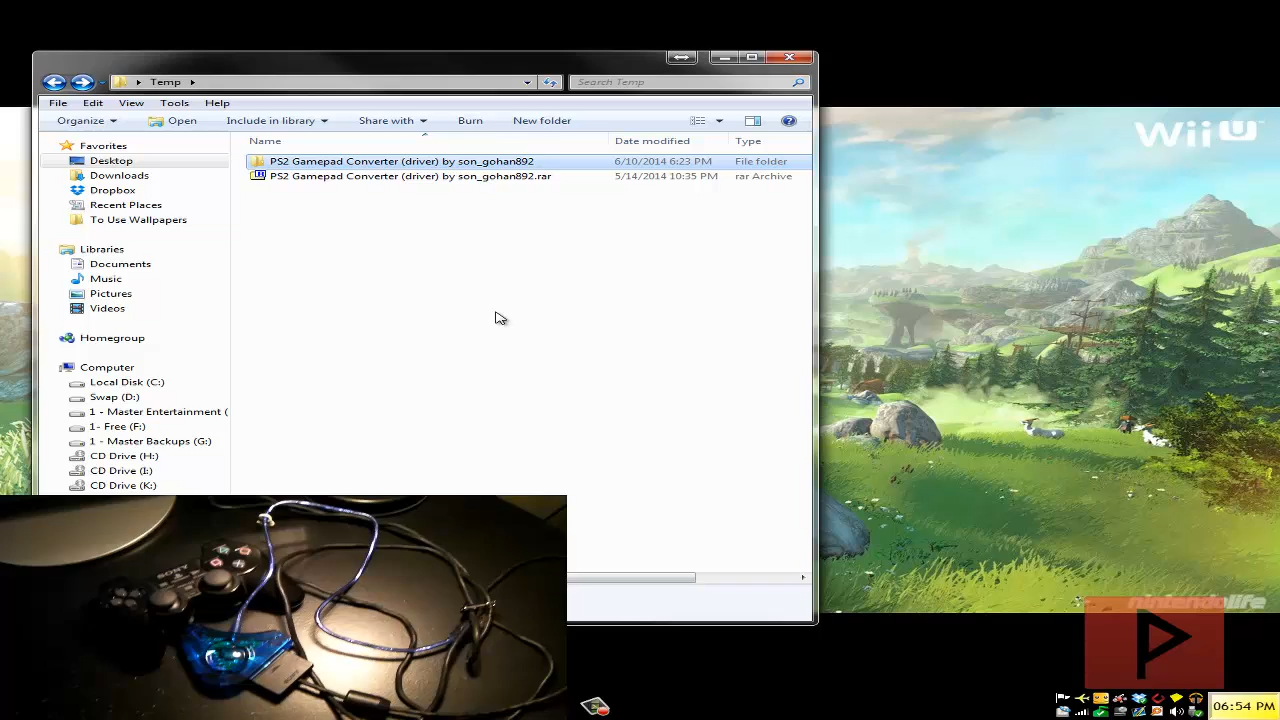 Temp
Search Temp
File Edit View Tools Help
Organize Open Include in library Share with Burn New folder
Name Date modified Type
Favorites
Desktop
Downloads
Dropbox
Recent Places
To Use Wallpapers
Libraries
Documents
Music
Pictures
Videos
Homegroup
Computer
Local Disk (C:)
Swap (D:)
1 - Master Entertainment (
1- Free (F:)
1 - Master Backups (G:)
CD Drive (H:)
CD Drive (I:)
CD Drive (K:)
PS2 Gamepad Converter (driver) by son_gohan892 6/10/2014 6:23 PM File folder
PS2 Gamepad Converter (driver) by son_gohan892.rar 5/14/2014 10:35 PM rar Archive
Wii U
nintendolife
SONY
P
06:54 PM